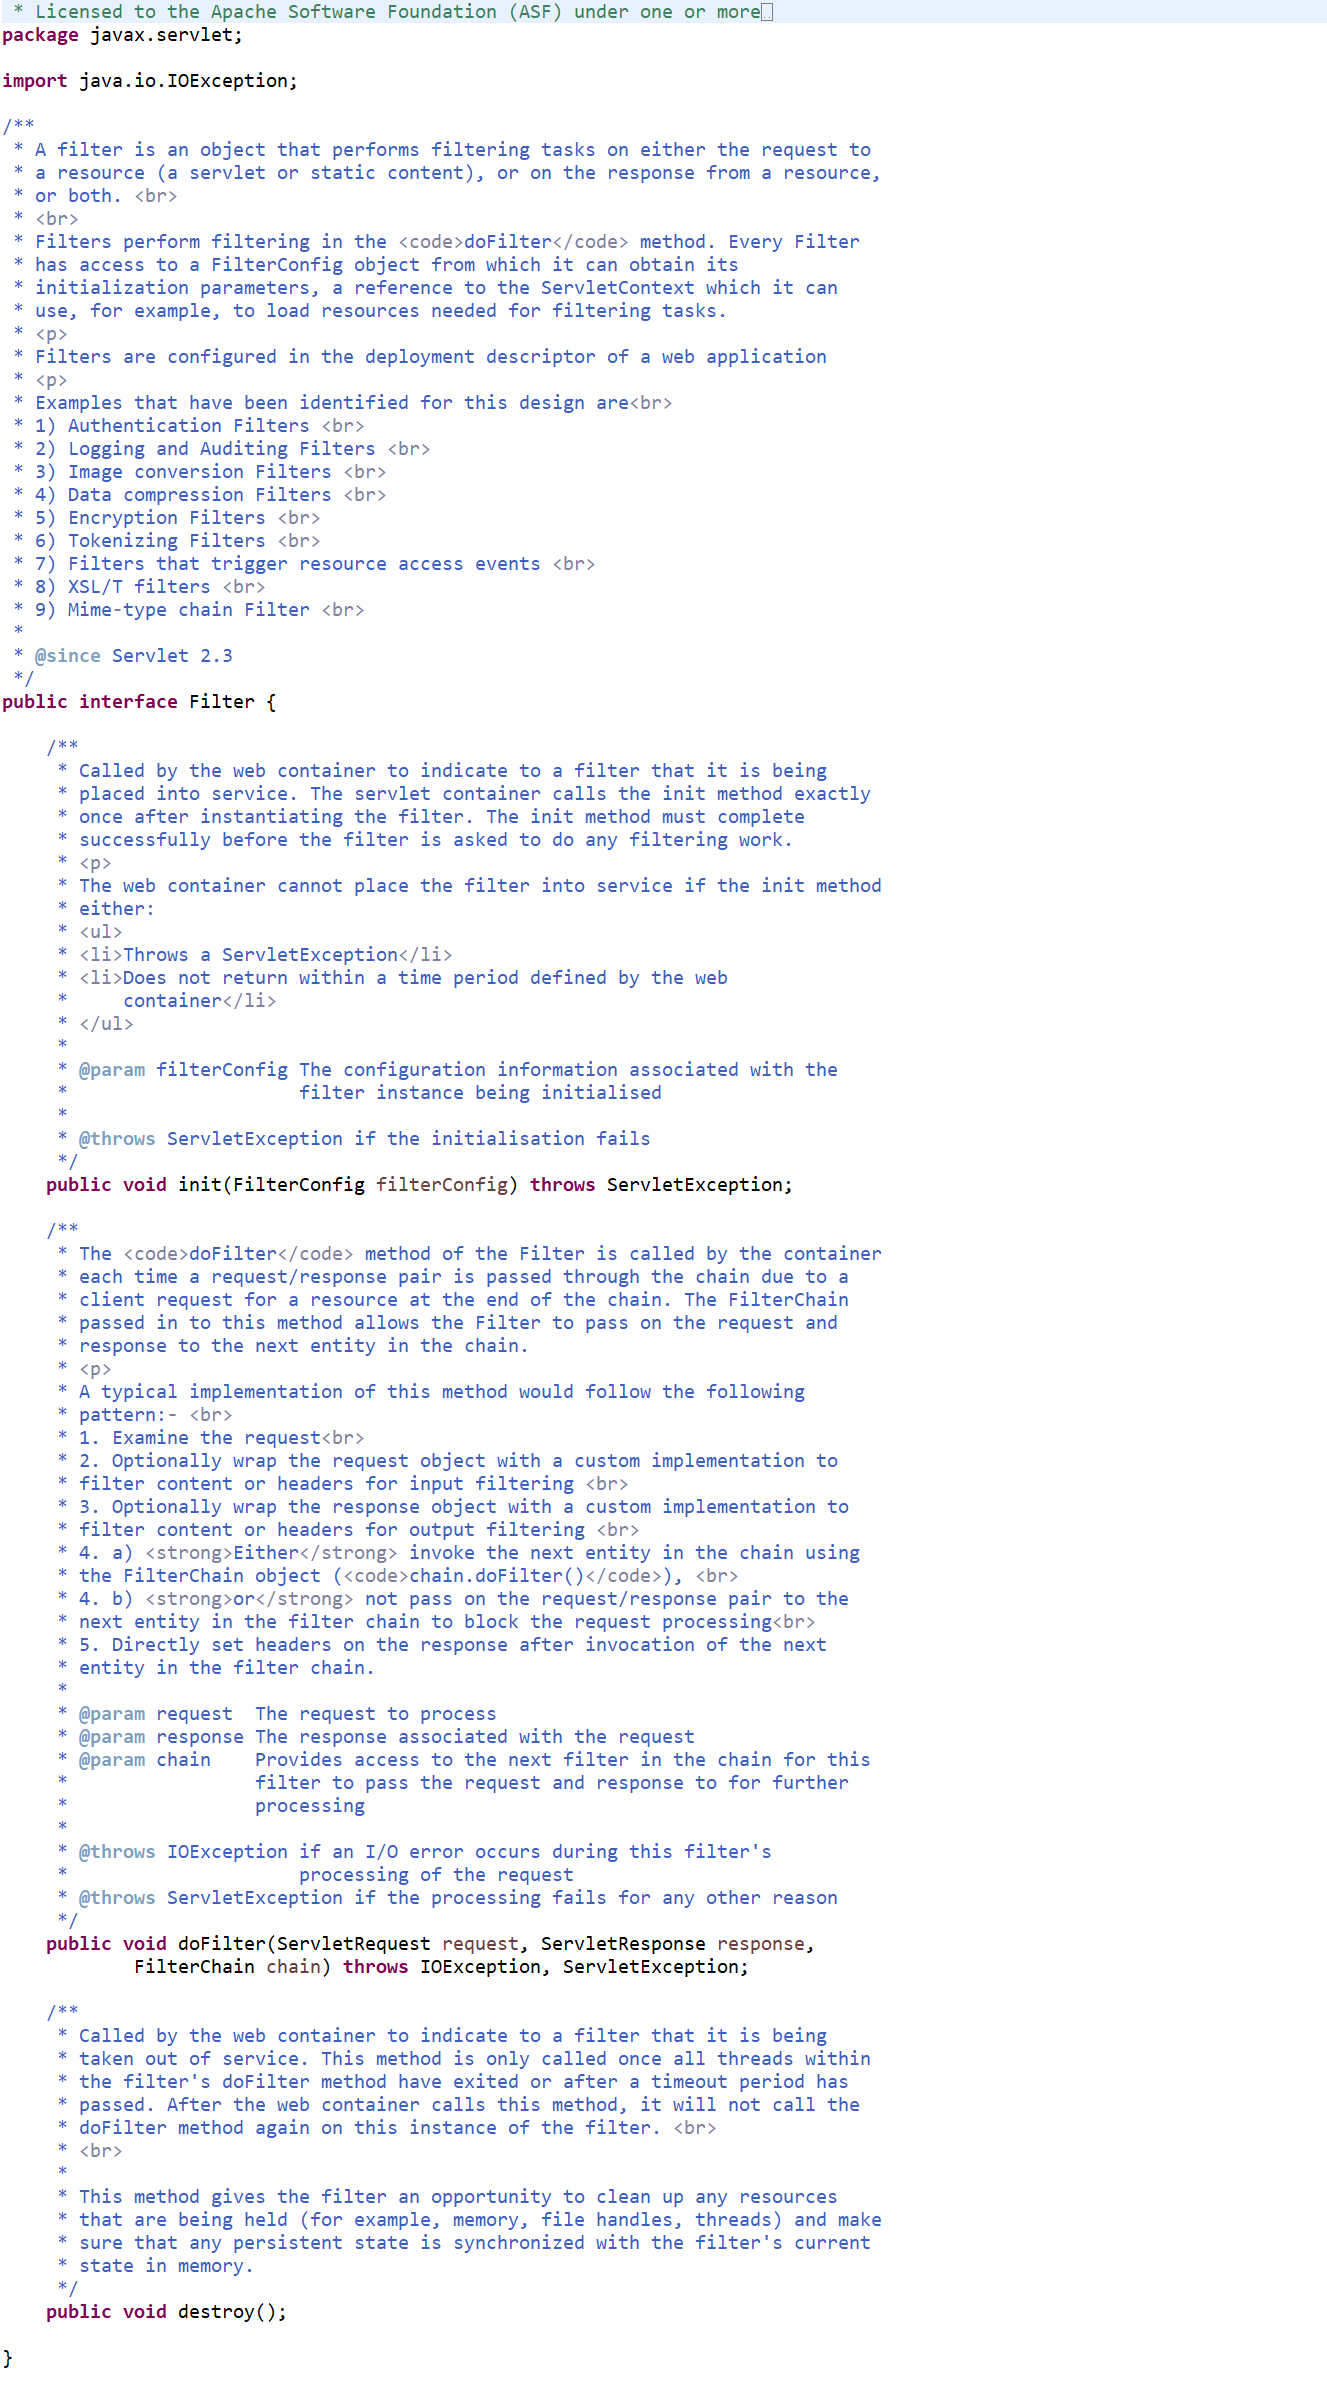 * Licensed to the Apache Software Foundation (ASF) under one or more
package javax.servlet;

import java.io.IOException;

/**
 * A filter is an object that performs filtering tasks on either the request to
 * a resource (a servlet or static content), or on the response from a resource,
 * or both. <br>
 * <br>
 * Filters perform filtering in the <code>doFilter</code> method. Every Filter
 * has access to a FilterConfig object from which it can obtain its
 * initialization parameters, a reference to the ServletContext which it can
 * use, for example, to load resources needed for filtering tasks.
 * <p>
 * Filters are configured in the deployment descriptor of a web application
 * <p>
 * Examples that have been identified for this design are<br>
 * 1) Authentication Filters <br>
 * 2) Logging and Auditing Filters <br>
 * 3) Image conversion Filters <br>
 * 4) Data compression Filters <br>
 * 5) Encryption Filters <br>
 * 6) Tokenizing Filters <br>
 * 7) Filters that trigger resource access events <br>
 * 8) XSL/T filters <br>
 * 9) Mime-type chain Filter <br>
 *
 * @since Servlet 2.3
 */
public interface Filter {

    /**
     * Called by the web container to indicate to a filter that it is being
     * placed into service. The servlet container calls the init method exactly
     * once after instantiating the filter. The init method must complete
     * successfully before the filter is asked to do any filtering work.
     * <p>
     * The web container cannot place the filter into service if the init method
     * either:
     * <ul>
     * <li>Throws a ServletException</li>
     * <li>Does not return within a time period defined by the web
     *     container</li>
     * </ul>
     *
     * @param filterConfig The configuration information associated with the
     *                     filter instance being initialised
     *
     * @throws ServletException if the initialisation fails
     */
    public void init(FilterConfig filterConfig) throws ServletException;

    /**
     * The <code>doFilter</code> method of the Filter is called by the container
     * each time a request/response pair is passed through the chain due to a
     * client request for a resource at the end of the chain. The FilterChain
     * passed in to this method allows the Filter to pass on the request and
     * response to the next entity in the chain.
     * <p>
     * A typical implementation of this method would follow the following
     * pattern:- <br>
     * 1. Examine the request<br>
     * 2. Optionally wrap the request object with a custom implementation to
     * filter content or headers for input filtering <br>
     * 3. Optionally wrap the response object with a custom implementation to
     * filter content or headers for output filtering <br>
     * 4. a) <strong>Either</strong> invoke the next entity in the chain using
     * the FilterChain object (<code>chain.doFilter()</code>), <br>
     * 4. b) <strong>or</strong> not pass on the request/response pair to the
     * next entity in the filter chain to block the request processing<br>
     * 5. Directly set headers on the response after invocation of the next
     * entity in the filter chain.
     *
     * @param request  The request to process
     * @param response The response associated with the request
     * @param chain    Provides access to the next filter in the chain for this
     *                 filter to pass the request and response to for further
     *                 processing
     *
     * @throws IOException if an I/O error occurs during this filter's
     *                     processing of the request
     * @throws ServletException if the processing fails for any other reason
     */
    public void doFilter(ServletRequest request, ServletResponse response,
            FilterChain chain) throws IOException, ServletException;

    /**
     * Called by the web container to indicate to a filter that it is being
     * taken out of service. This method is only called once all threads within
     * the filter's doFilter method have exited or after a timeout period has
     * passed. After the web container calls this method, it will not call the
     * doFilter method again on this instance of the filter. <br>
     * <br>
     *
     * This method gives the filter an opportunity to clean up any resources
     * that are being held (for example, memory, file handles, threads) and make
     * sure that any persistent state is synchronized with the filter's current
     * state in memory.
     */
    public void destroy();

}